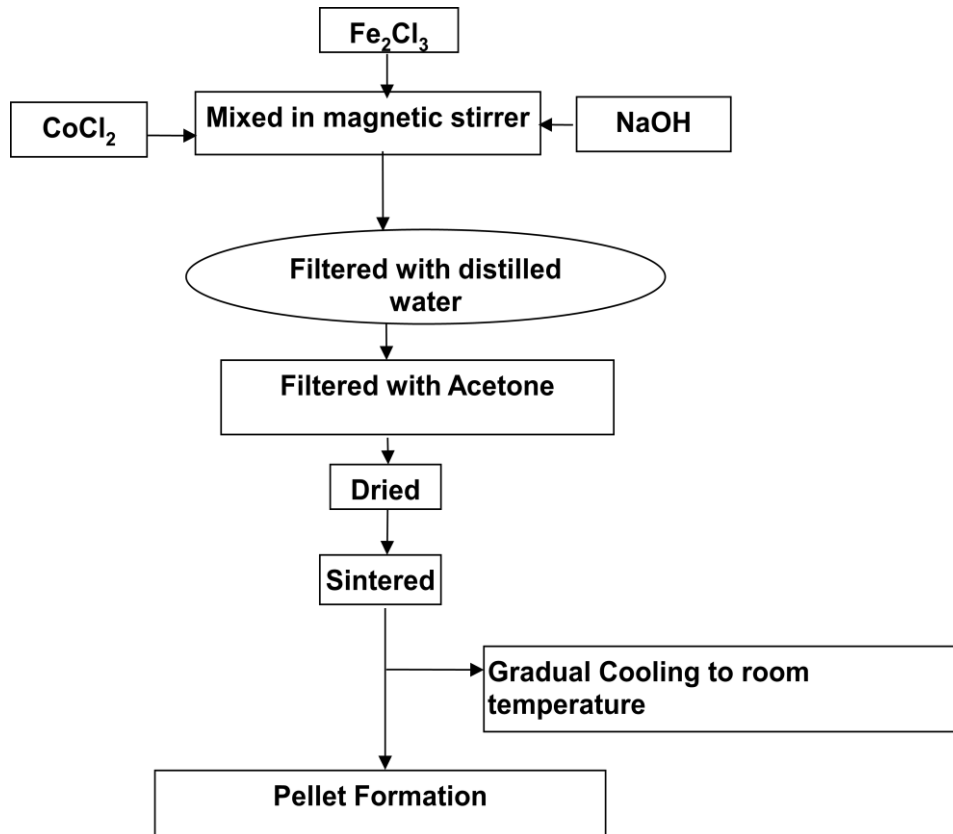 Fe₂Cl₃
Mixed in magnetic stirrer
CoCl₂
NaOH
Filtered with distilled
water
Filtered with Acetone
Dried
Sintered
Gradual Cooling to room
temperature
Pellet Formation